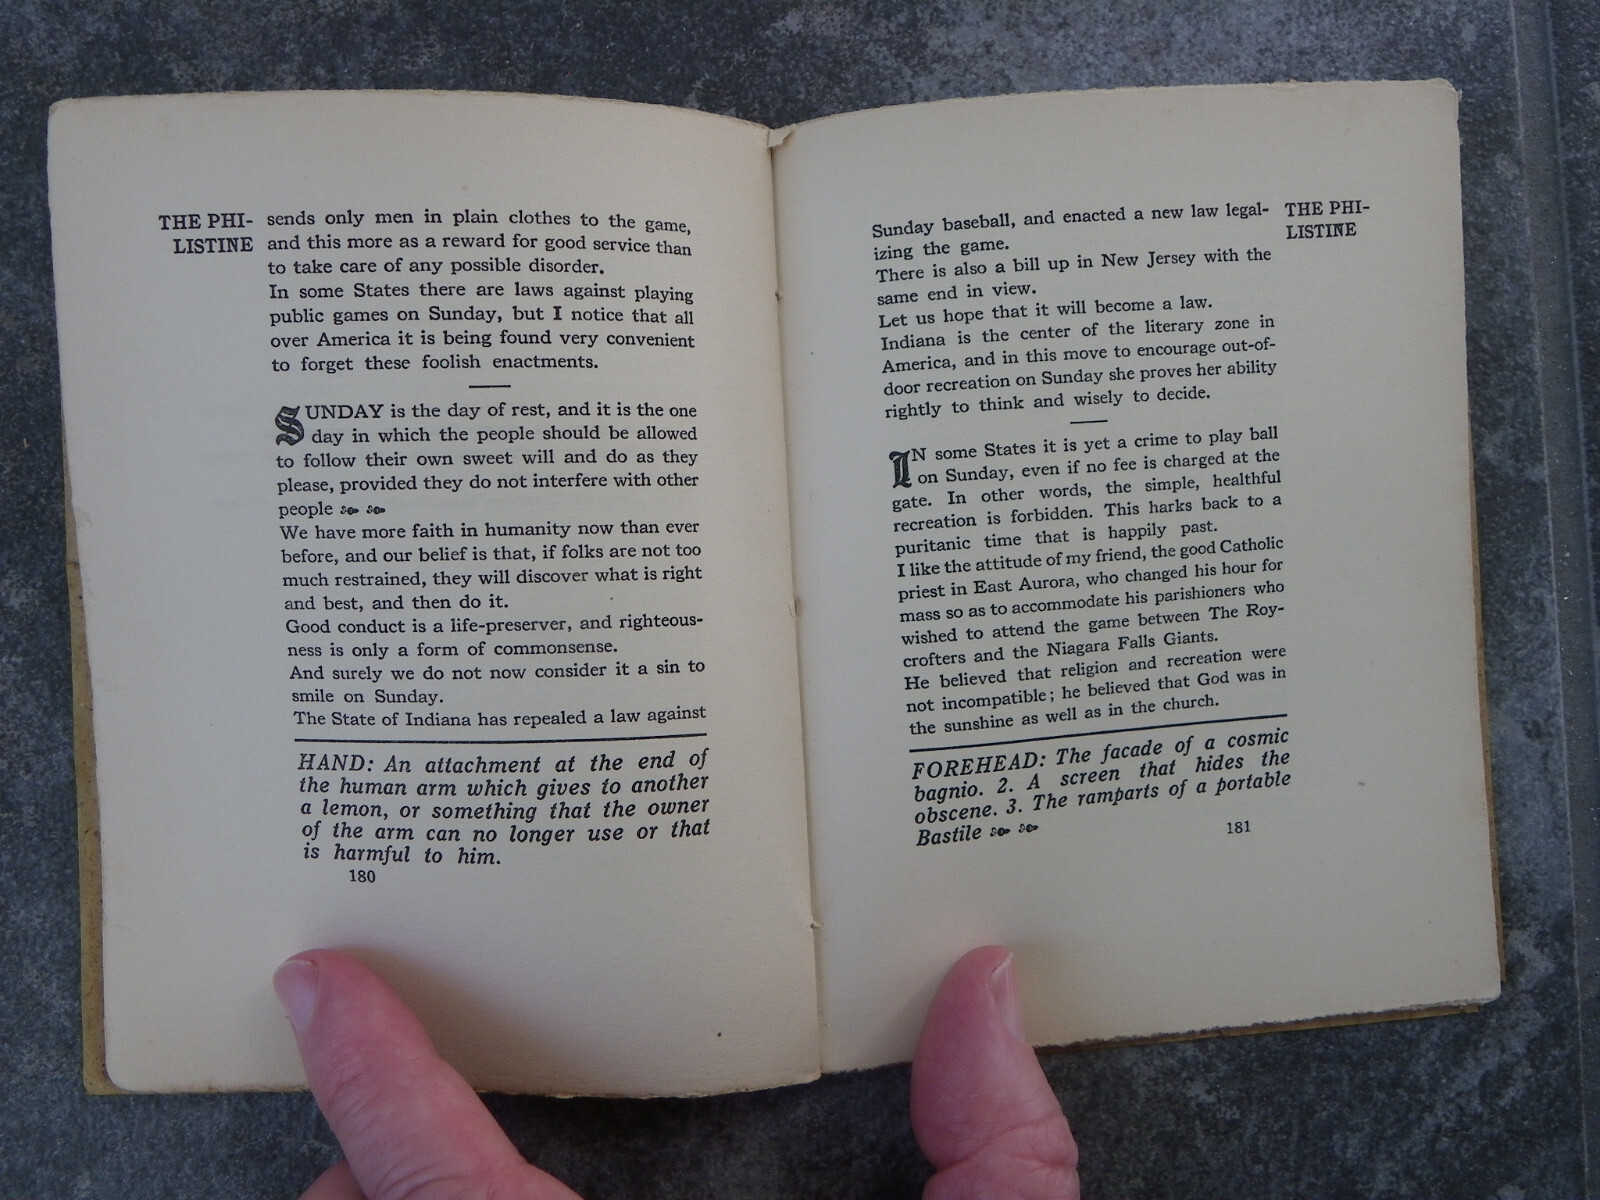 THE PHI-
LISTINE
sends only men in plain clothes to the game,
and this more as a reward for good service than
to take care of any possible disorder.
In some States there are laws against playing
public games on Sunday, but I notice that all
over America it is being found very convenient
to forget these foolish enactments.
SUNDAY is the day of rest, and it is the one
day in which the people should be allowed
to follow their own sweet will and do as they
please, provided they do not interfere with other
people
We have more faith in humanity now than ever
before, and our belief is that, if folks are not too
much restrained, they will discover what is right
and best, and then do it.
Good conduct is a life-preserver, and righteous-
ness is only a form of commonsense.
And surely we do not now consider it a sin to
smile on Sunday.
The State of Indiana has repealed a law against
HAND: An attachment at the end of
the human arm which gives to another
a lemon, or something that the owner
of the arm can no longer use or that
is harmful to him.
180
THE PHI-
LISTINE
Sunday baseball, and enacted a new law legal-
izing the game.
There is also a bill up in New Jersey with the
same end in view.
Let us hope that it will become a law.
Indiana is the center of the literary zone in
America, and in this move to encourage out-of-
door recreation on Sunday she proves her ability
rightly to think and wisely to decide.
IN some States it is yet a crime to play ball
on Sunday, even if no fee is charged at the
gate. In other words, the simple, healthful
recreation is forbidden. This harks back to a
puritanic time that is happily past.
I like the attitude of my friend, the good Catholic
priest in East Aurora, who changed his hour for
mass so as to accommodate his parishioners who
wished to attend the game between The Roy-
crofters and the Niagara Falls Giants.
He believed that religion and recreation were
not incompatible; he believed that God was in
the sunshine as well as in the church.
FOREHEAD: The facade of a cosmic
bagnio. 2. A screen that hides the
obscene. 3. The ramparts of a portable
Bastile
181